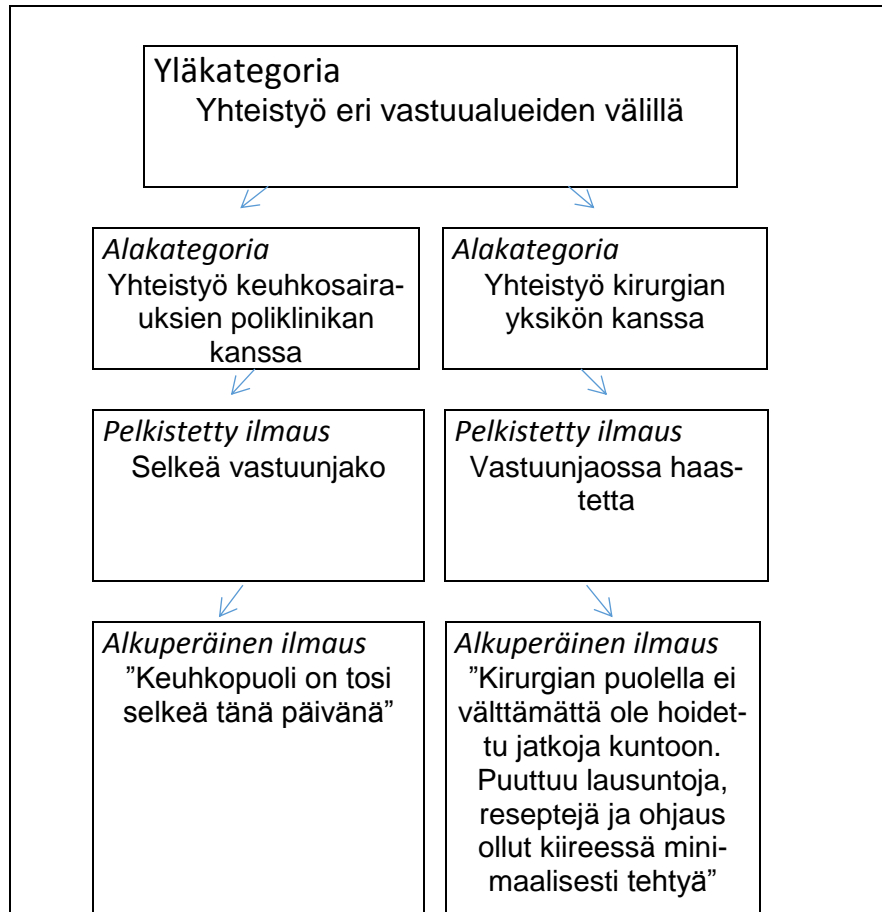 Yläkategoria
Yhteistyö eri vastuualueiden välillä
Alakategoria
Yhteistyö keuhkosaira-
uksien poliklinikan
kanssa
Alakategoria
Yhteistyö kirurgian
yksikön kanssa
Pelkistetty ilmaus
Selkeä vastuunjako
Pelkistetty ilmaus
Vastuunjaossa haas-
tetta
Alkuperäinen ilmaus
”Keuhkopuoli on tosi
selkeä tänä päivänä”
Alkuperäinen ilmaus
”Kirurgian puolella ei
välttämättä ole hoidet-
tu jatkoja kuntoon.
Puuttuu lausuntoja,
reseptejä ja ohjaus
ollut kiireessä mini-
maalisesti tehtyä”